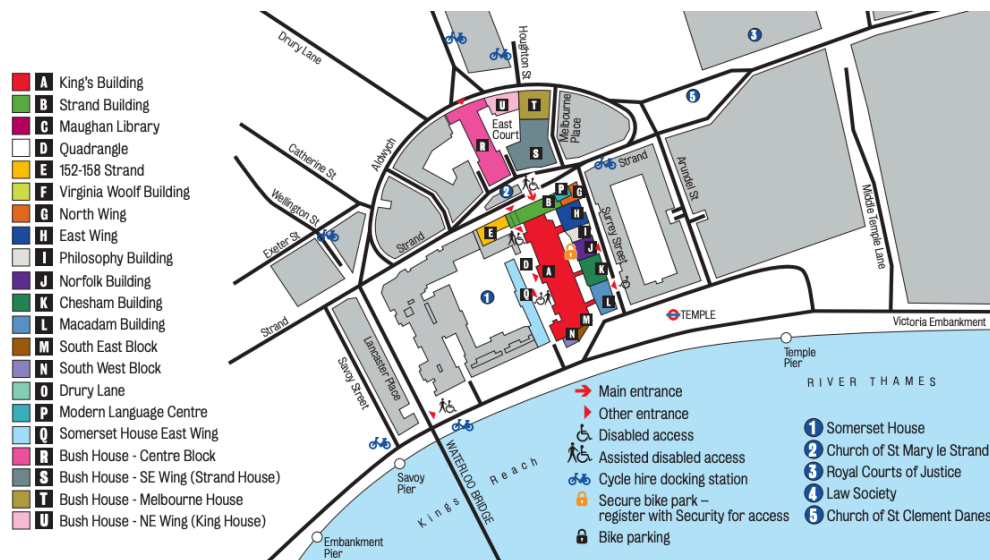 A King's Building
B Strand Building
C Maughan Library
D Quadrangle
E 152-158 Strand
F Virginia Woolf Building
G North Wing
H East Wing
I Philosophy Building
J Norfolk Building
K Chesham Building
L Macadam Building
M South East Block
N South West Block
O Drury Lane
P Modern Language Centre
Q Somerset House East Wing
R Bush House - Centre Block
S Bush House - SE Wing (Strand House)
T Bush House - Melbourne House
U Bush House - NE Wing (King House)
Drury Lane
Houghton St
3
5
U
T
East
Court
Melbourne
Place
R
S
Aldwych
Catherine St
Wellington St
Exeter St
Strand
Strand
Strand
2
P
G
B
H
E
I
J
D
A
K
Q
L
1
M
N
Surrey Street
Arundel St
Middle Temple Lane
TEMPLE
Victoria Embankment
Lancaster Place
Savoy Street
Temple
Pier
RIVER THAMES
Kings Reach
WATERLOO BRIDGE
Savoy
Pier
Embankment
Pier
Main entrance
Other entrance
Disabled access
Assisted disabled access
Cycle hire docking station
Secure bike park –
register with Security for access
Bike parking
1 Somerset House
2 Church of St Mary le Strand
3 Royal Courts of Justice
4 Law Society
5 Church of St Clement Danes